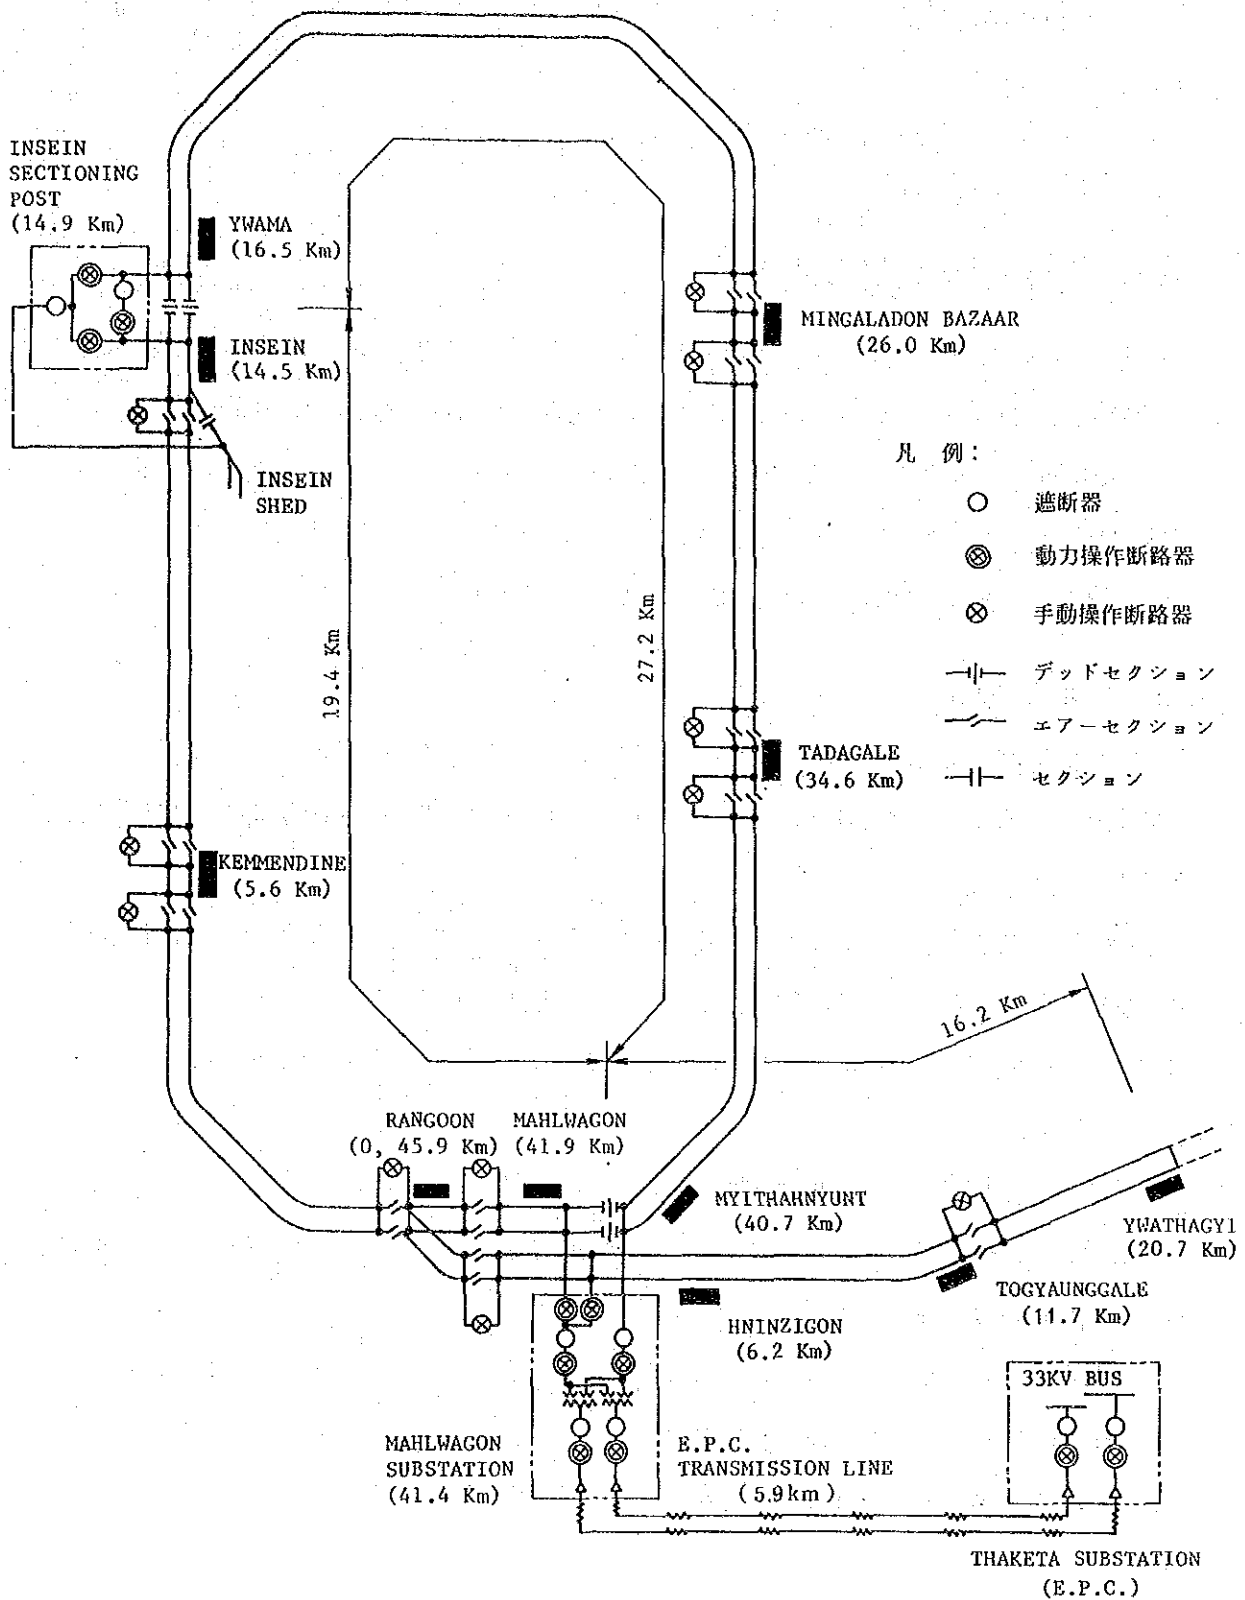 INSEIN
SECTIONING
POST
(14.9 Km)
YWAMA
(16.5 Km)
INSEIN
(14.5 Km)
INSEIN
SHED
MINGALADON BAZAAR
(26.0 Km)
凡 例:
遮断器
動力操作断路器
手動操作断路器
デッドセクション
エアーセクション
セクション
19.4 Km
27.2 Km
TADAGALE
(34.6 Km)
KEMMENDINE
(5.6 Km)
16.2 Km
RANGOON
(0, 45.9 Km)
MAHLWAGON
(41.9 Km)
MYITHAHNYUNT
(40.7 Km)
YWATHAGYI
(20.7 Km)
TOGYAUNGGALE
(11.7 Km)
HNINZIGON
(6.2 Km)
33KV BUS
MAHLWAGON
SUBSTATION
(41.4 Km)
E.P.C.
TRANSMISSION LINE
(5.9km)
THAKETA SUBSTATION
(E.P.C.)